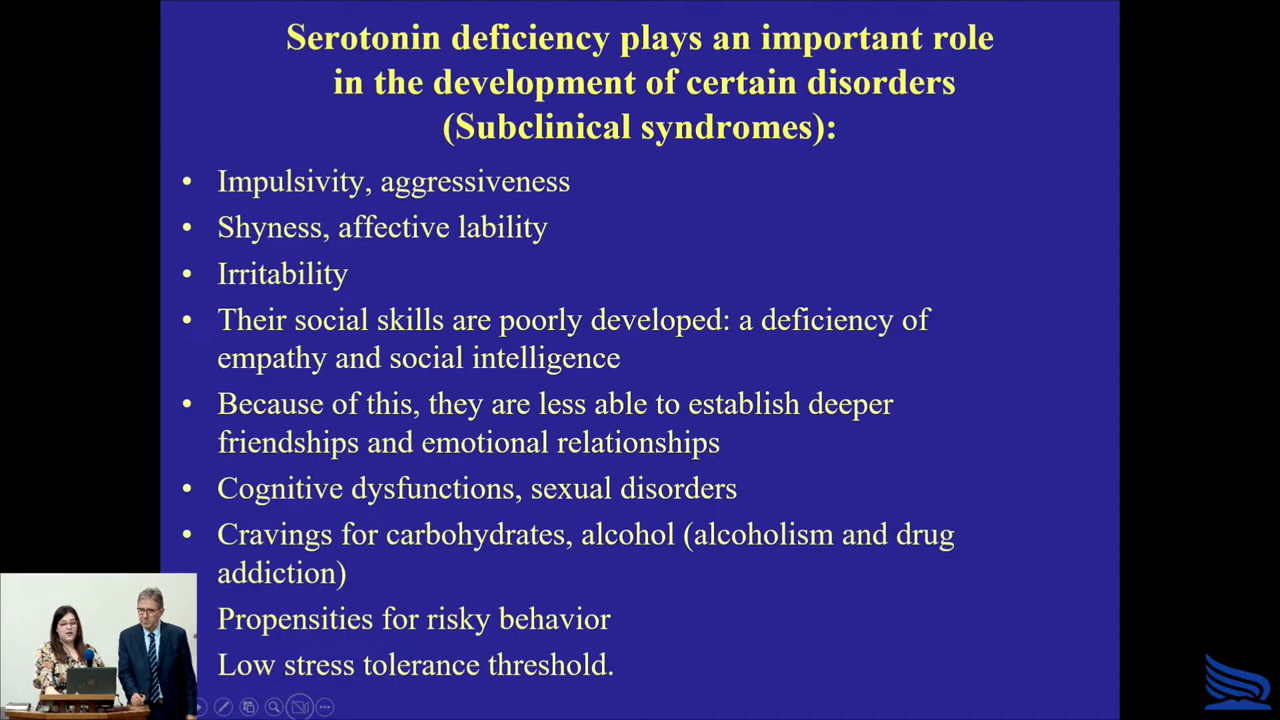 Serotonin deficiency plays an important role
in the development of certain disorders
(Subclinical syndromes):
• Impulsivity, aggressiveness
• Shyness, affective lability
• Irritability
• Their social skills are poorly developed: a deficiency of
empathy and social intelligence
• Because of this, they are less able to establish deeper
friendships and emotional relationships
• Cognitive dysfunctions, sexual disorders
• Cravings for carbohydrates, alcohol (alcoholism and drug
addiction)
Propensities for risky behavior
Low stress tolerance threshold.